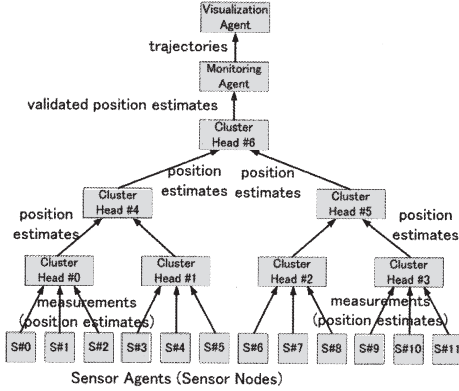 Visualization
Agent
trajectories
Monitoring
Agent
validated position estimates
Cluster
Head #6
position
estimates
position
estimates
Cluster
Head #4
Cluster
Head #5
position
estimates
position
estimates
Cluster
Head #0
Cluster
Head #1
Cluster
Head #2
Cluster
Head #3
measurements
(position estimates)
measurements
(position estimates)
S#0 S#1 S#2 S#3 S#4 S#5 S#6 S#7 S#8 S#9 S#10 S#11
Sensor Agents (Sensor Nodes)